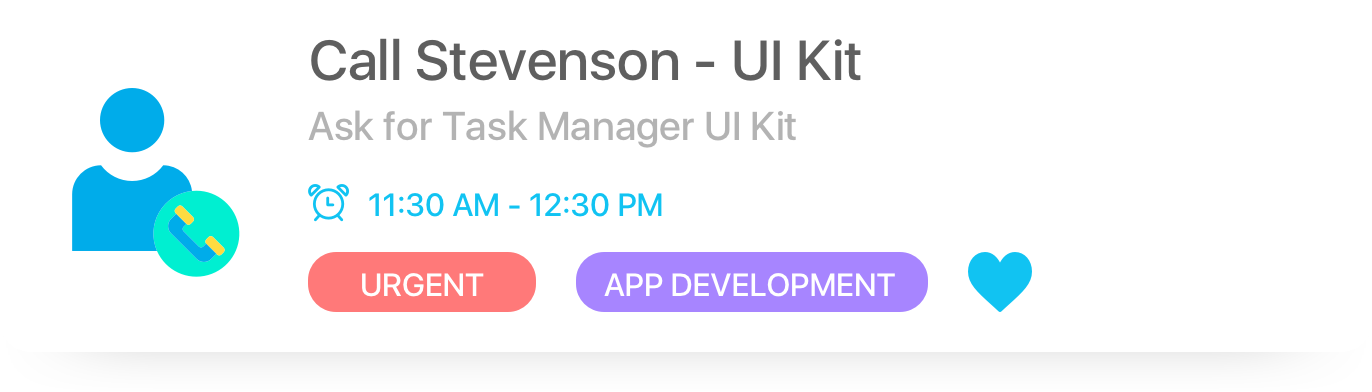 Call Stevenson - UI Kit
Ask for Task Manager UI Kit
11:30 AM - 12:30 PM
URGENT APP DEVELOPMENT